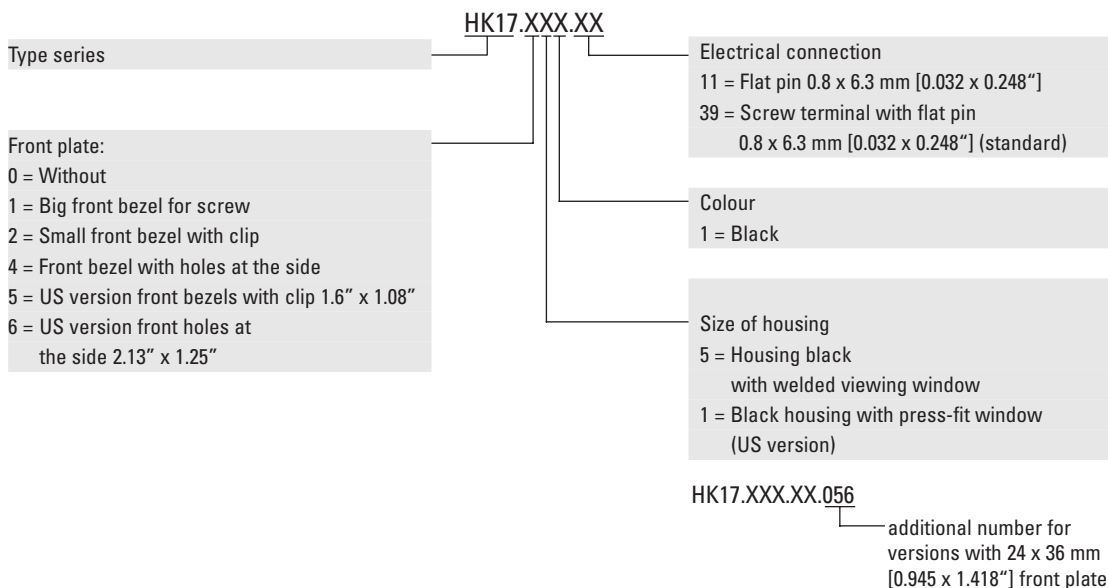 HK17.XXX.XX
Type series
Front plate:
0 = Without
1 = Big front bezel for screw
2 = Small front bezel with clip
4 = Front bezel with holes at the side
5 = US version front bezels with clip 1.6” x 1.08”
6 = US version front holes at
the side 2.13” x 1.25”
Electrical connection
11 = Flat pin 0.8 x 6.3 mm [0.032 x 0.248“]
39 = Screw terminal with flat pin
0.8 x 6.3 mm [0.032 x 0.248“] (standard)
Colour
1 = Black
Size of housing
5 = Housing black
with welded viewing window
1 = Black housing with press-fit window
(US version)
HK17.XXX.XX.056
additional number for
versions with 24 x 36 mm
[0.945 x 1.418“] front plate